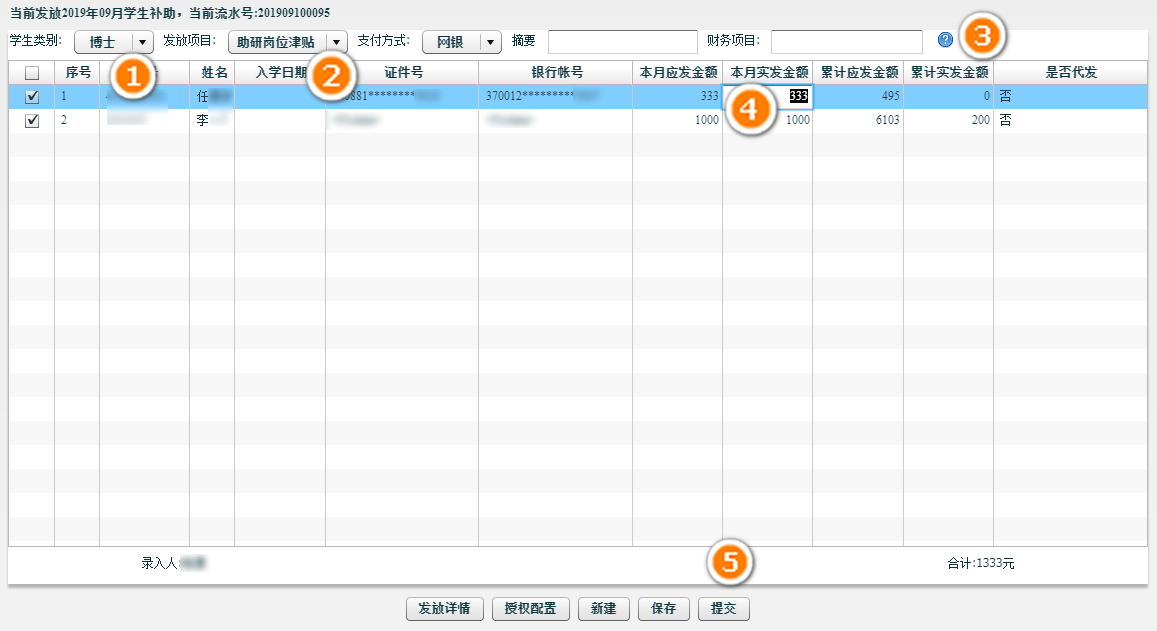 当前发放2019年09月学生补助，当前流水号:201909100095
学生类别: 博士 发放项目: 助研岗位津贴 支付方式: 网银 摘要 财务项目: ? 3
序号 1 姓名 入学日期 2 证件号 银行帐号 本月应发金额 本月实发金额 累计应发金额 累计实发金额 是否代发
1 任 881******** 370012********* 333 333 495 0 否
4
2 李 1000 1000 6103 200 否
录入人: 5 合计:1333元
发放详情 授权配置 新建 保存 提交